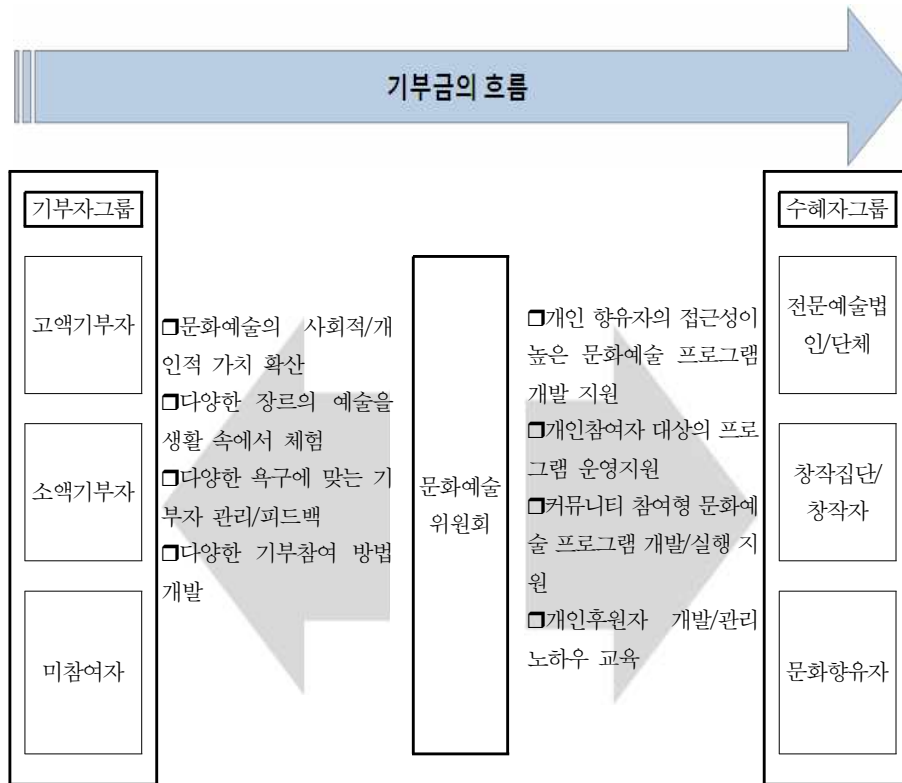 기부금의 흐름
기부자그룹
고액기부자
소액기부자
미참여자
❐문화예술의 사회적/개
인적 가치 확산
❐다양한 장르의 예술을
생활 속에서 체험
❐다양한 욕구에 맞는 기
부자 관리/피드백
❐다양한 기부참여 방법
개발
문화예술
위원회
❐개인 향유자의 접근성이
높은 문화예술 프로그램
개발 지원
❐개인참여자 대상의 프로
그램 운영지원
❐커뮤니티 참여형 문화예
술 프로그램 개발/실행 지
원
❐개인후원자 개발/관리
노하우 교육
수혜자그룹
전문예술법
인/단체
창작집단/
창작자
문화향유자